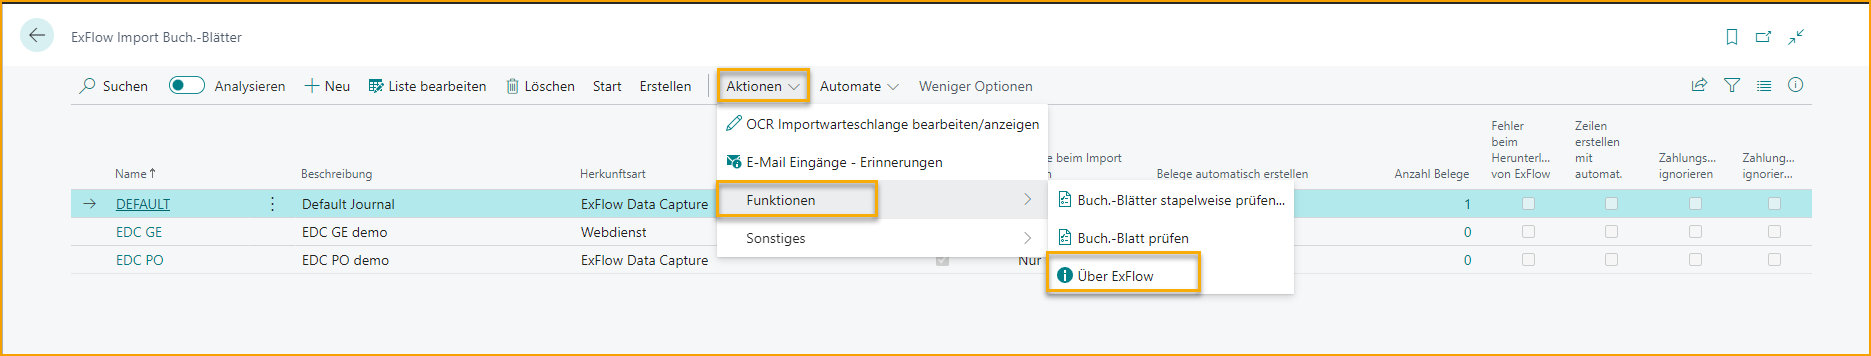 ExFlow Import Buch.-Blätter
Suchen Analysieren Neu Liste bearbeiten Löschen Start Erstellen Aktionen Automate Weniger Optionen
OCR Importwarteschlange bearbeiten/anzeigen
E-Mail Eingänge - Erinnerungen
Funktionen
Sonstiges
Buch.-Blätter stapelweise prüfen...
Buch.-Blatt prüfen
Über ExFlow
Name Beschreibung Herkunftsart
e beim Import
n
Belege automatisch erstellen
Anzahl Belege
Fehler
beim
Herunterl...
von ExFlow
Zeilen
erstellen
mit
automat.
Zahlungs...
ignorieren
Zahlung...
ignorier...
DEFAULT Default Journal ExFlow Data Capture 1
EDC GE EDC GE demo Webdienst 0
EDC PO EDC PO demo ExFlow Data Capture Nur 0